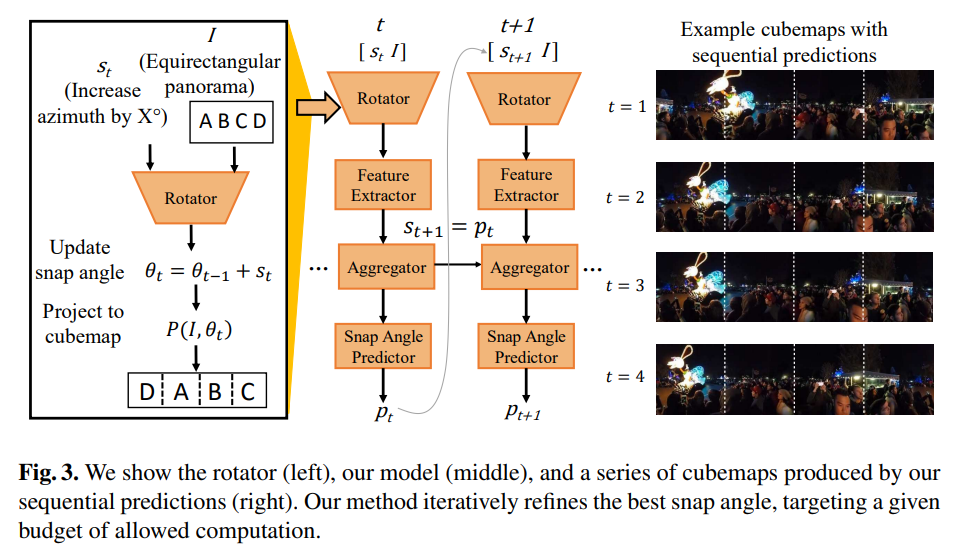 s_t
(Increase
azimuth by X°)
I
(Equirectangular
panorama)
A B C D
Rotator
Update
snap angle
θ_t = θ_{t−1} + s_t
Project to
cubemap
P(I, θ_t)
D A B C
t
[ s_t I]
Rotator
Feature
Extractor
... Aggregator
Snap Angle
Predictor
p_t
s_{t+1} = p_t
t+1
[ s_{t+1} I]
Rotator
Feature
Extractor
Aggregator ...
Snap Angle
Predictor
p_{t+1}
Example cubemaps with
sequential predictions
t = 1
t = 2
t = 3
t = 4
Fig. 3. We show the rotator (left), our model (middle), and a series of cubemaps produced by our
sequential predictions (right). Our method iteratively refines the best snap angle, targeting a given
budget of allowed computation.